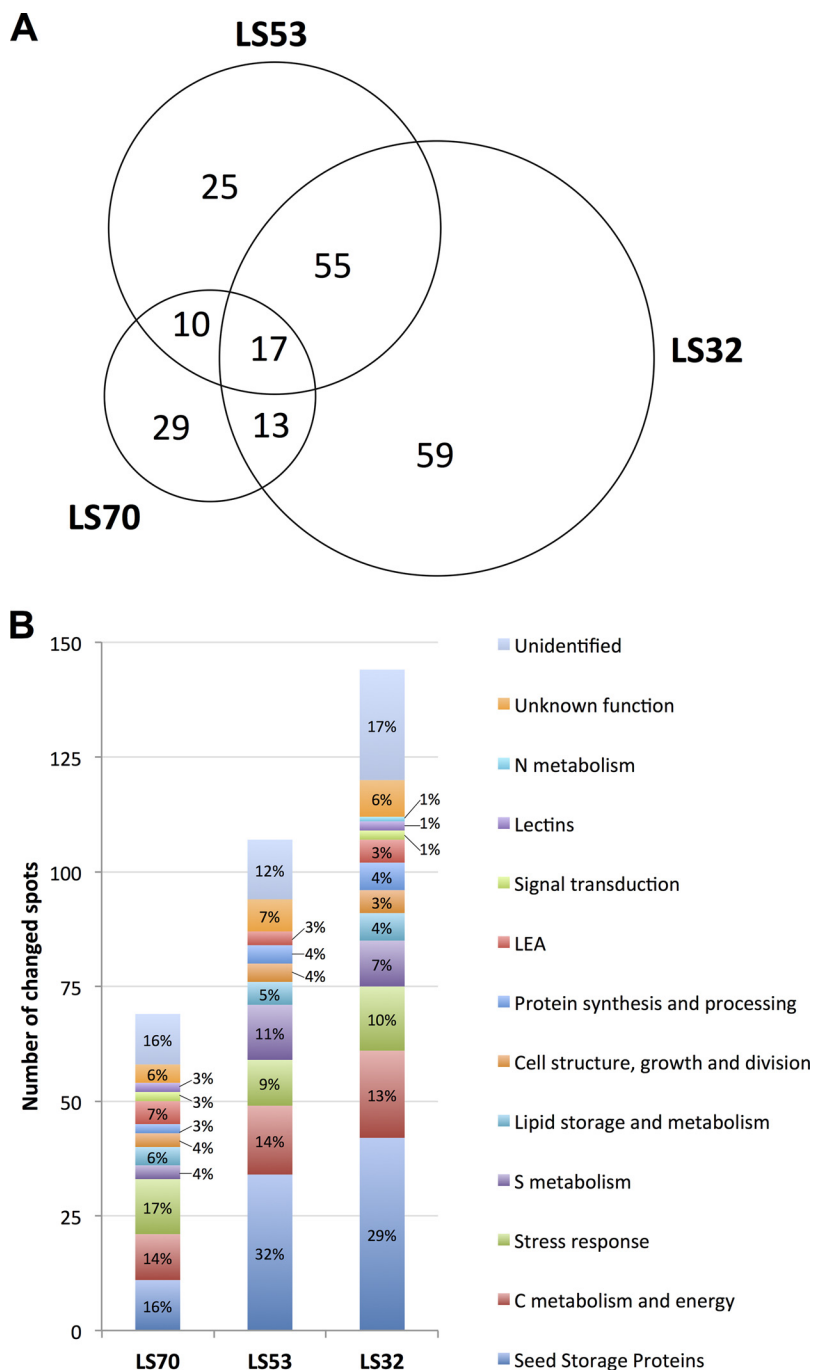 A
LS53
25
55
10
17
LS32
29
13
59
LS70
B
Number of changed spots
150
125
100
75
50
25
0
16%
6%
3%
3%
7%
3%
4%
6%
4%
17%
14%
16%
12%
7%
3%
4%
4%
5%
11%
9%
14%
32%
17%
6%
1%
1%
1%
3%
4%
3%
4%
7%
10%
13%
29%
LS70 LS53 LS32
Unidentified
Unknown function
N metabolism
Lectins
Signal transduction
LEA
Protein synthesis and processing
Cell structure, growth and division
Lipid storage and metabolism
S metabolism
Stress response
C metabolism and energy
Seed Storage Proteins